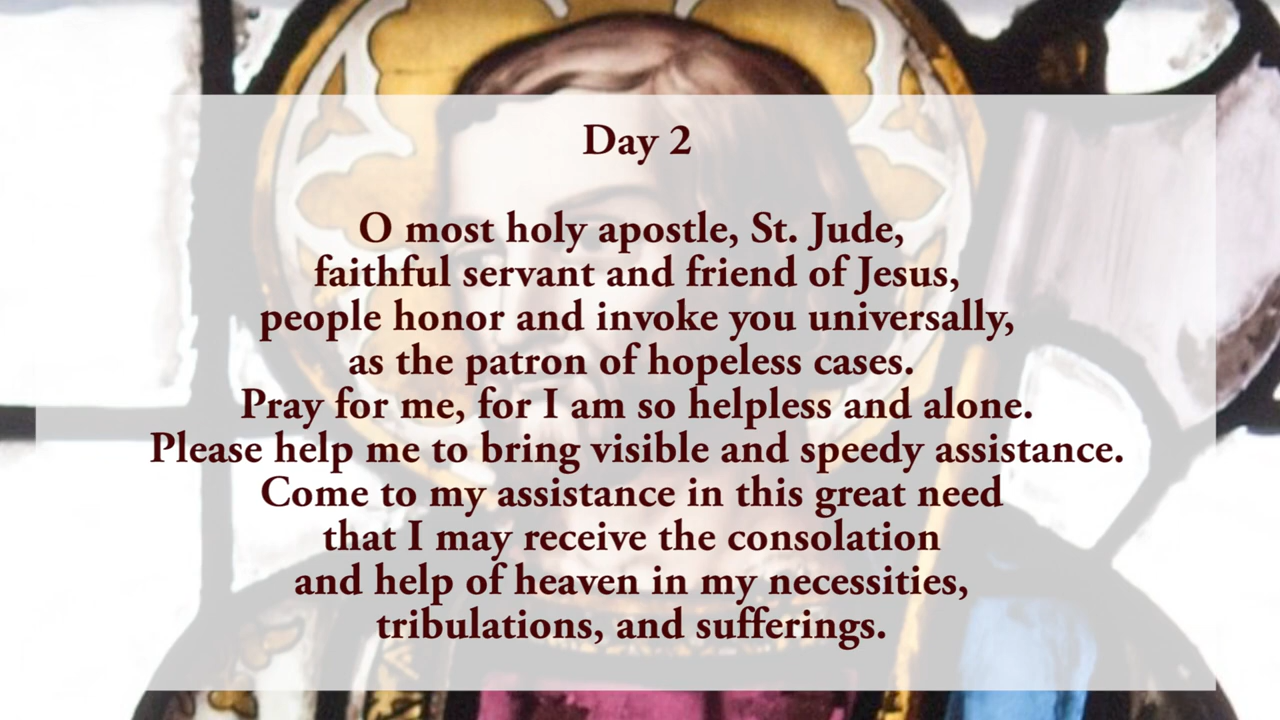 Day 2
O most holy apostle, St. Jude,
faithful servant and friend of Jesus,
people honor and invoke you universally,
as the patron of hopeless cases.
Pray for me, for I am so helpless and alone.
Please help me to bring visible and speedy assistance.
Come to my assistance in this great need
that I may receive the consolation
and help of heaven in my necessities,
tribulations, and sufferings.